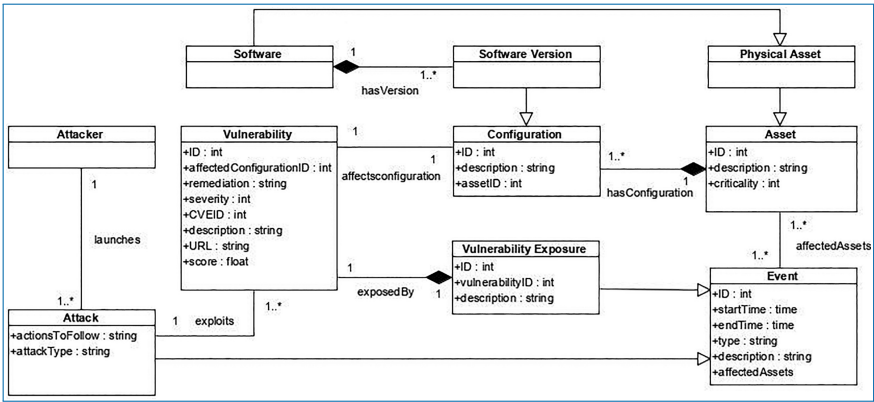 Software
1
1..*
hasVersion
Software Version
Physical Asset
Attacker
1
launches
1..*
Vulnerability
+ID : int
+affectedConfigurationID : int
+remediation : string
+severity : int
+CVEID : int
+description : string
+URL : string
+score : float
1
1
affectsconfiguration
Configuration
+ID : int
+description : string
+assetID : int
1..*
1
hasConfiguration
Asset
+ID : int
+description : string
+criticality : int
1..*
1..*
affectedAssets
1
1
exposedBy
Vulnerability Exposure
+ID : int
+vulnerabilityID : int
+description : string
Event
+ID : int
+startTime : time
+endTime : time
+type : string
+description : string
+affectedAssets
Attack
+actionsToFollow : string
+attackType : string
1
exploits
1..*